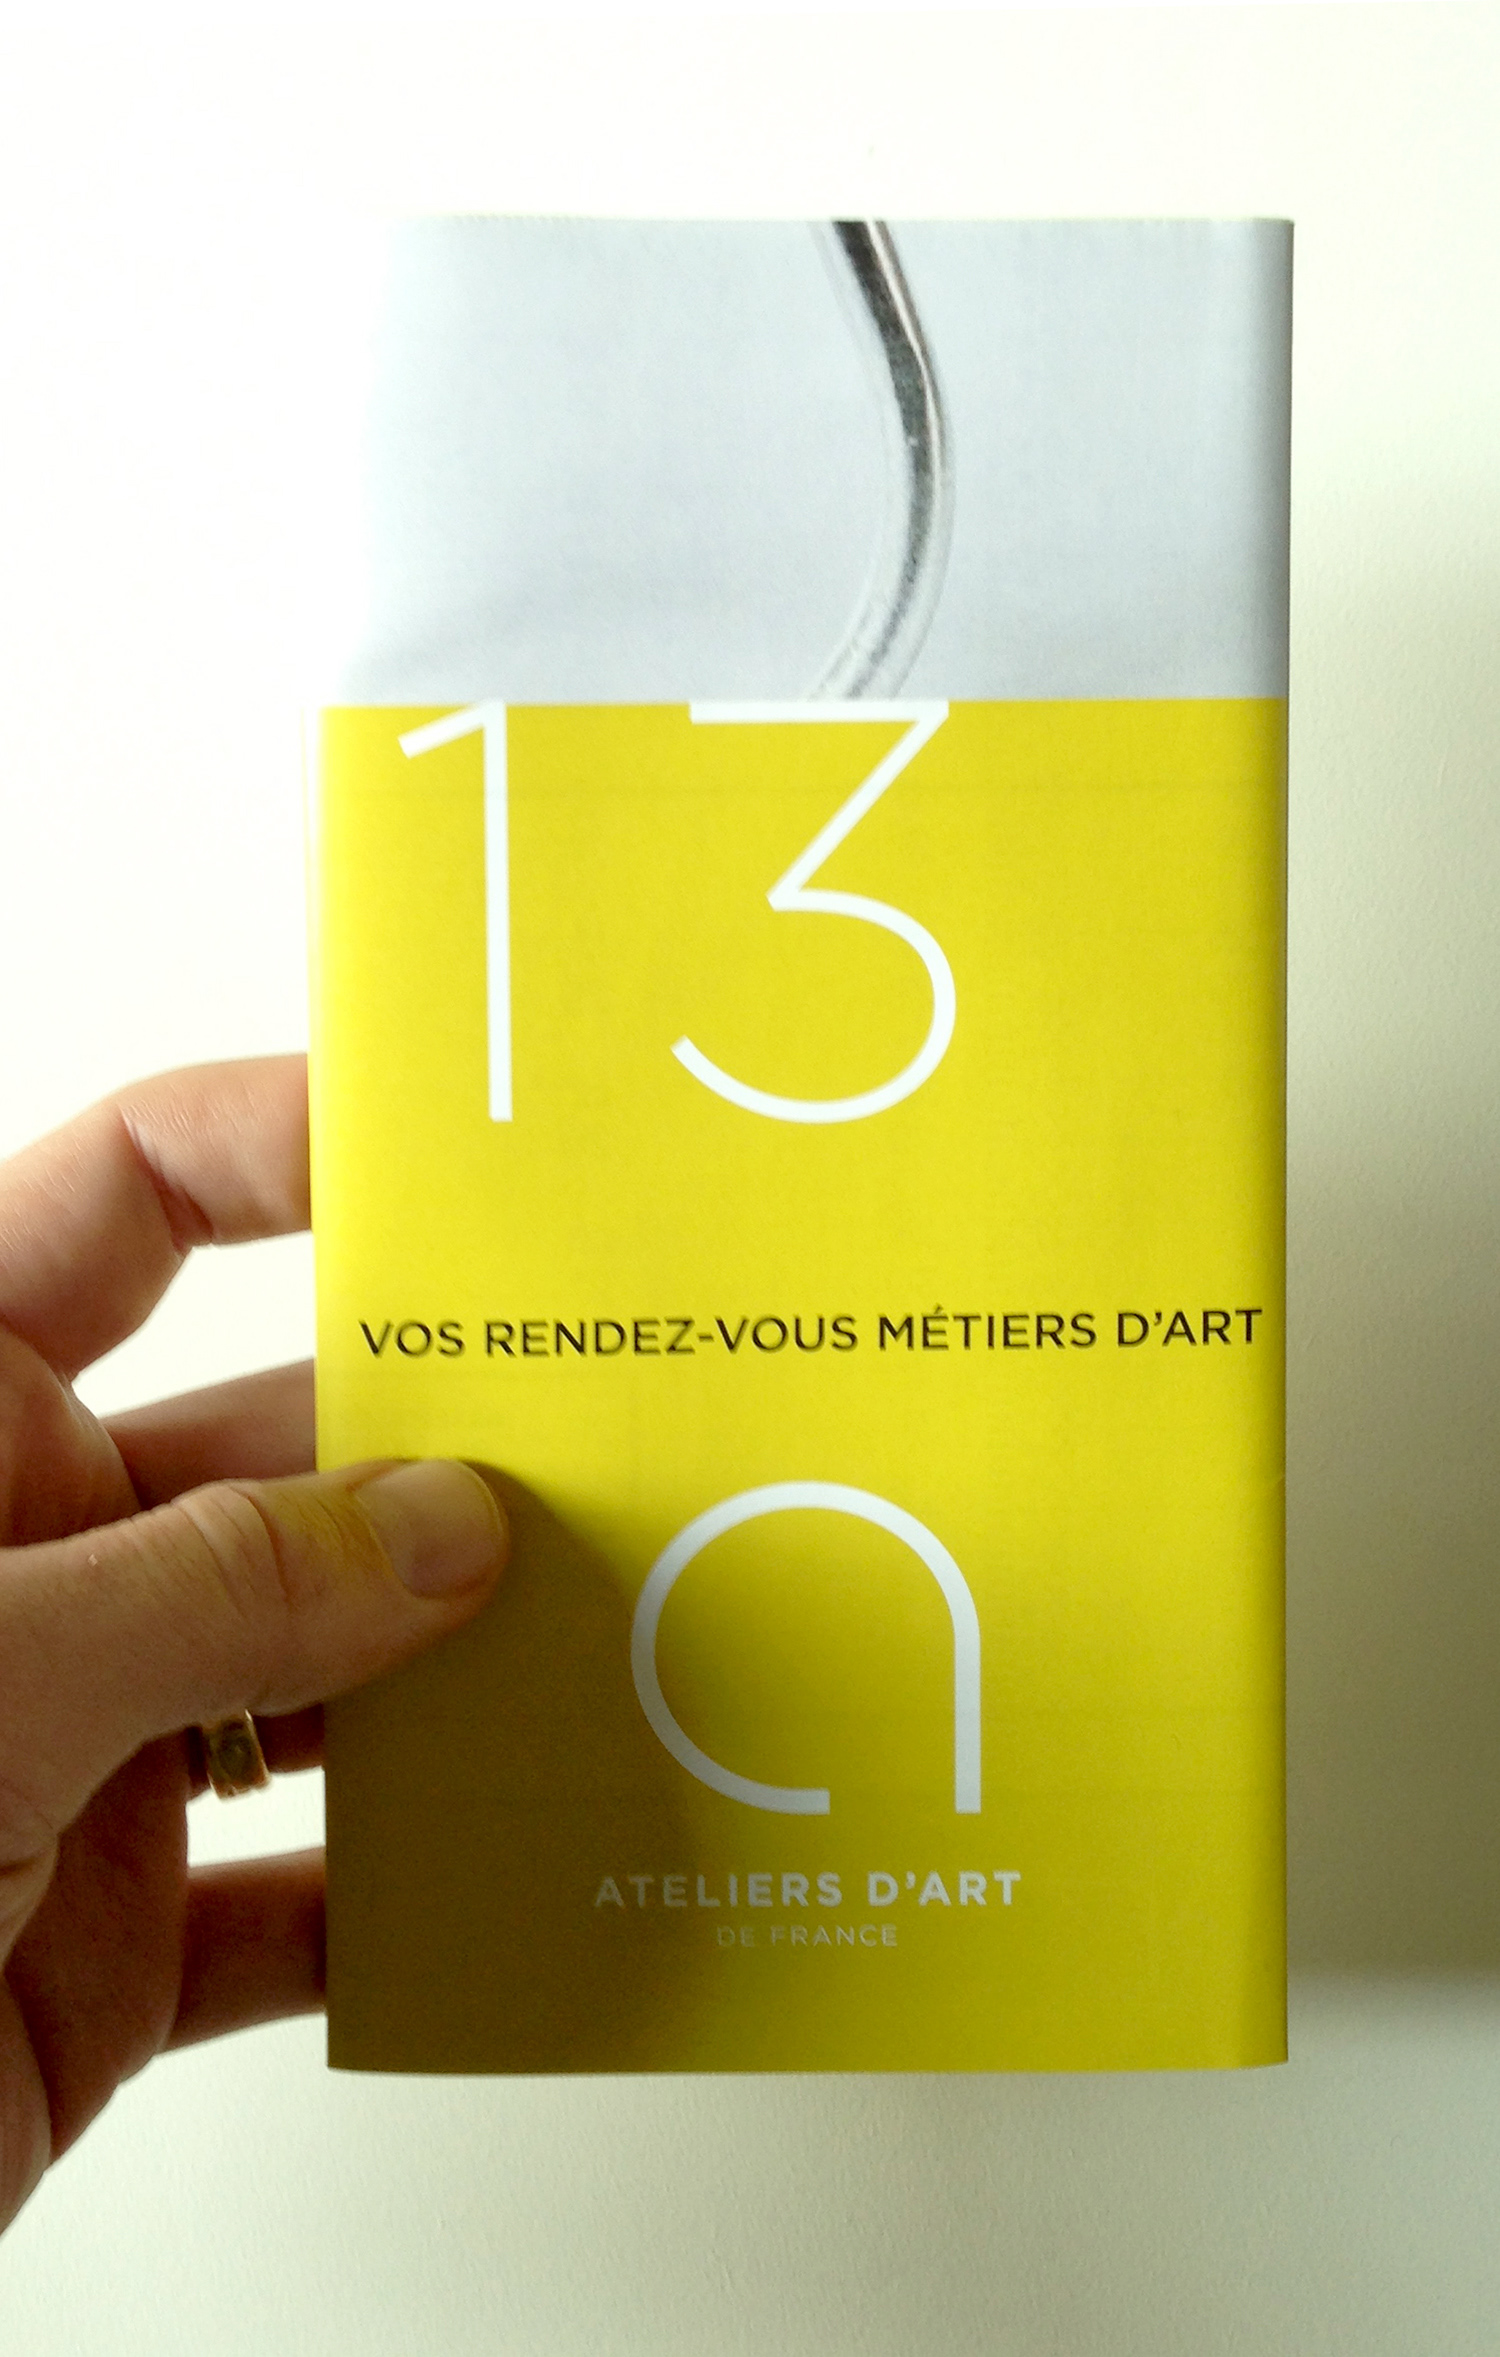 13
VOS RENDEZ-VOUS MÉTIERS D'ART
a
ATELIERS D'ART
DE FRANCE